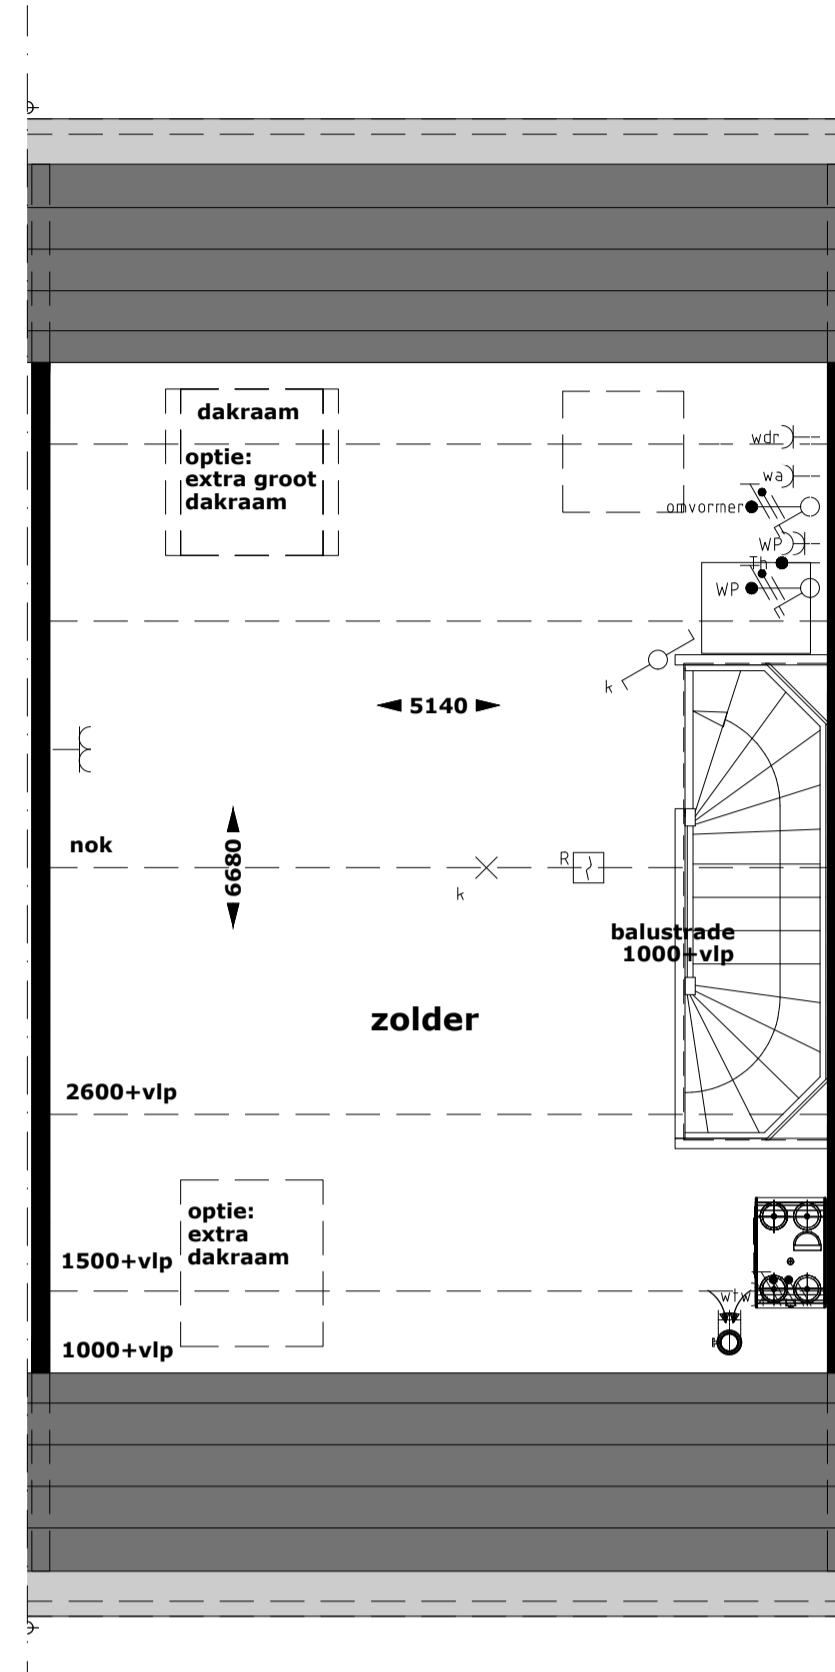 dakraam
optie:
extra groot
dakraam
wdr
wa
omvormer
WP
Th
WP
k
5140
nok
6680
R
k
balustrade
1000+vlp
zolder
2600+vlp
optie:
extra
dakraam
1500+vlp
wtw
1000+vlp